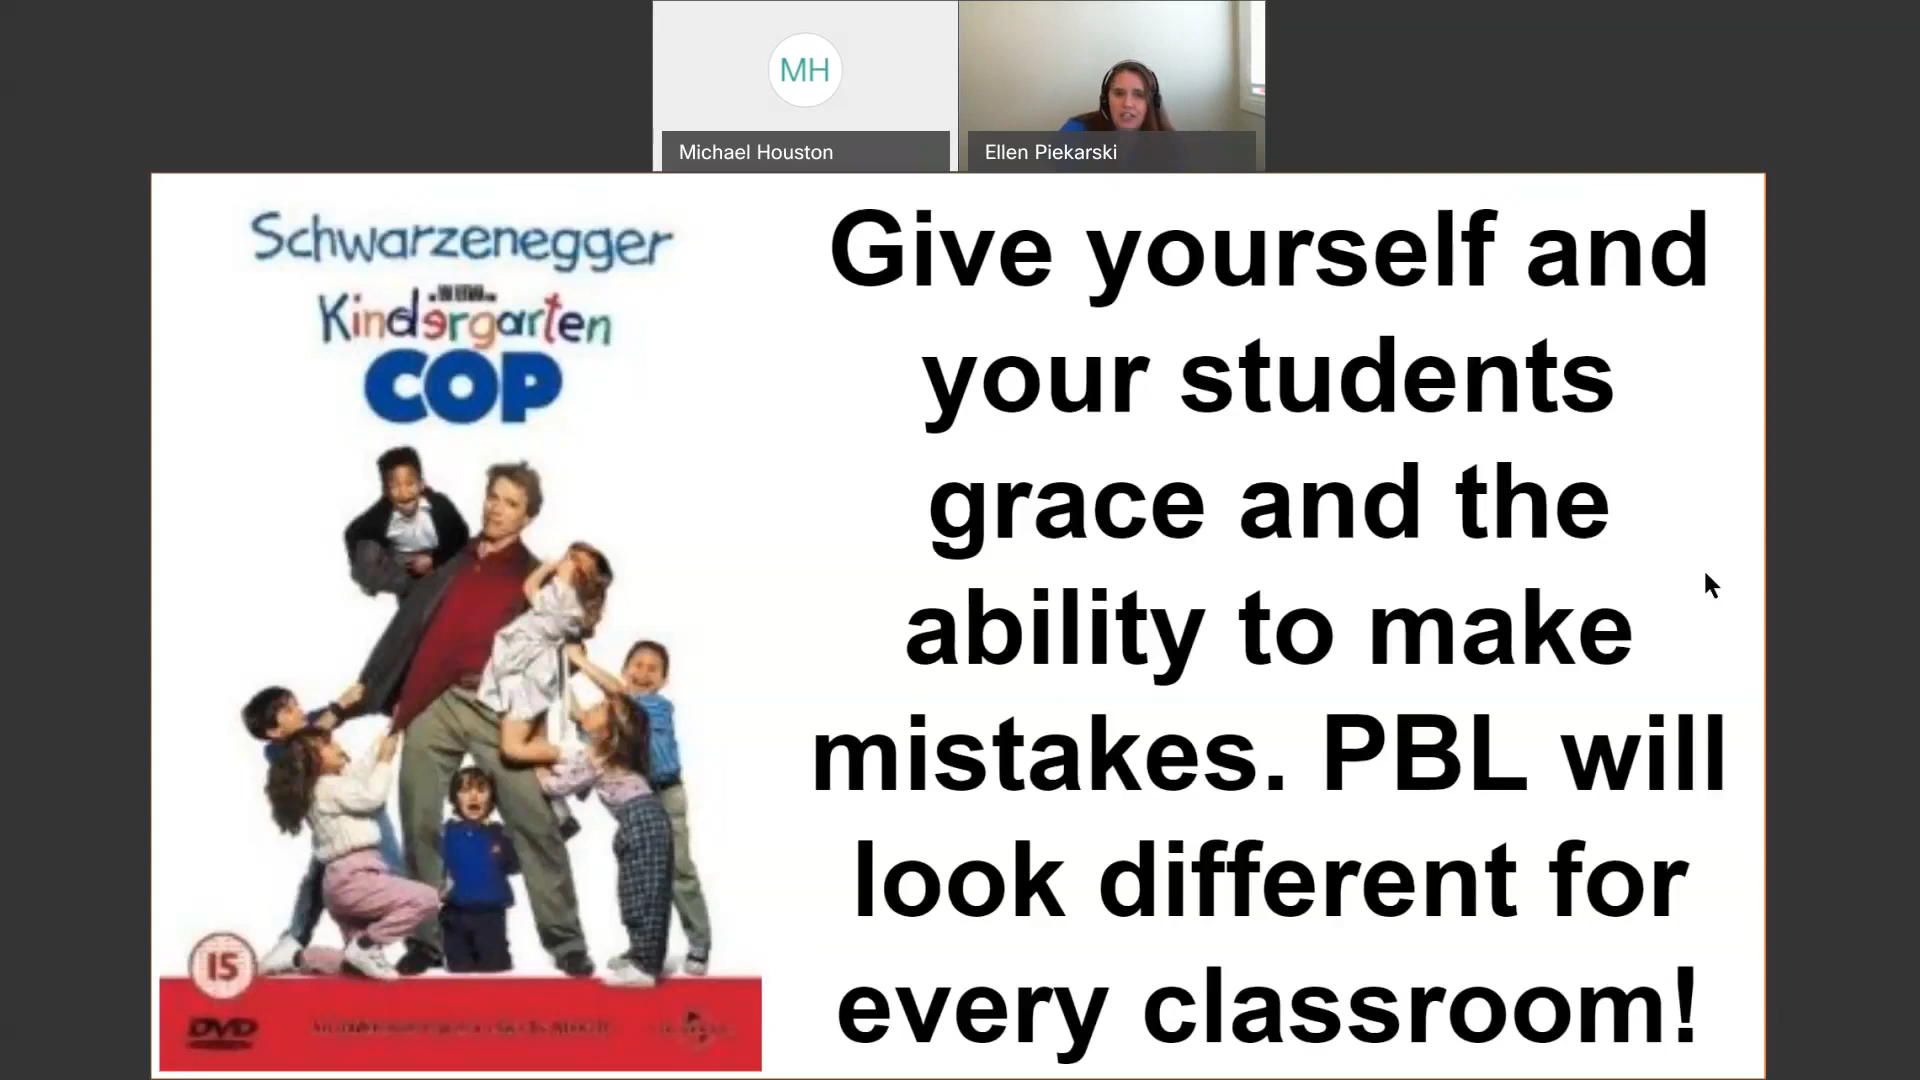 MH
Michael Houston
Ellen Piekarski
Schwarzenegger
Kindergarten
COP
15
DVD
Give yourself and
your students
grace and the
ability to make
mistakes. PBL will
look different for
every classroom!